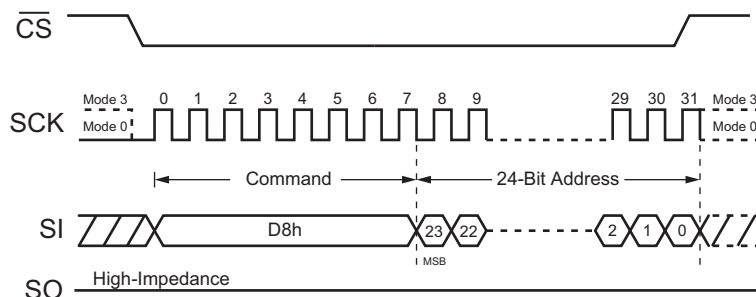 CS
Mode 3 0 1 2 3 4 5 6 7 8 9 29 30 31 Mode 3
SCK Mode 0 Mode 0
Command 24-Bit Address
SI D8h 23 22 2 1 0
MSB
High-Impedance
SO